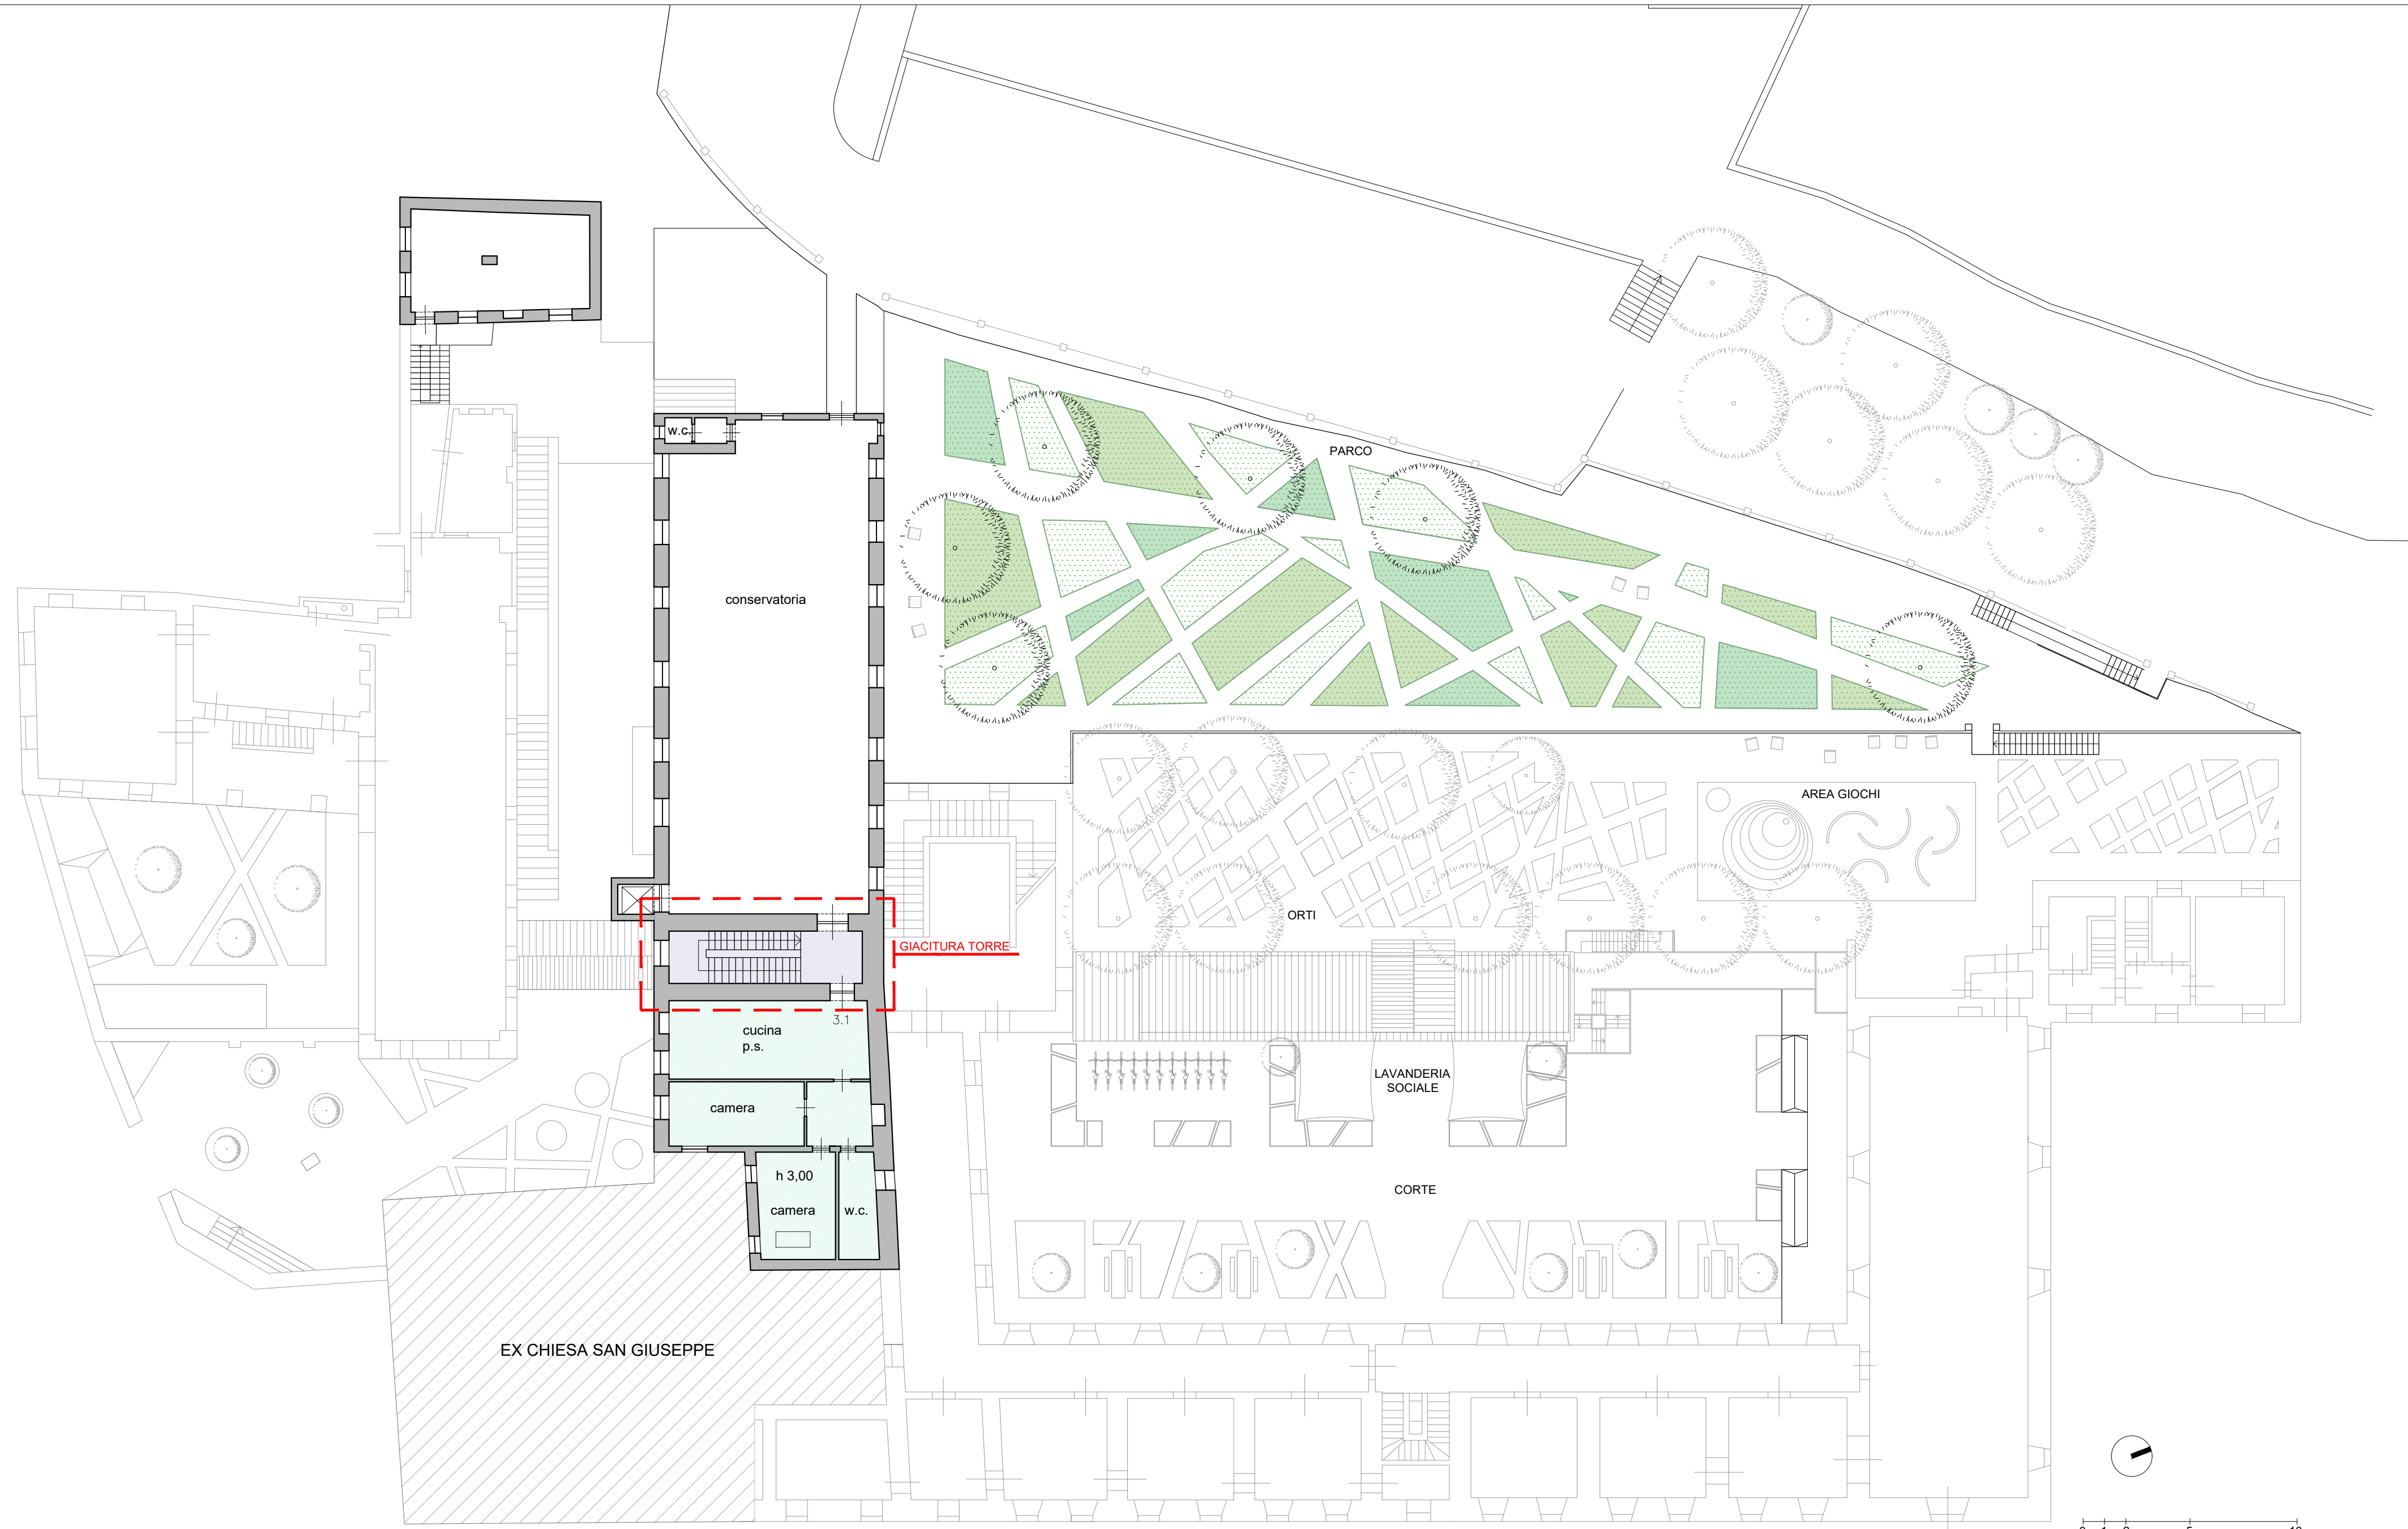 w.c.
PARCO
conservatoria
AREA GIOCHI
ORTI
GIACITURA TORRE
3.1
cucina
p.s.
LAVANDERIA
SOCIALE
camera
h 3,00
CORTE
camera
w.c.
EX CHIESA SAN GIUSEPPE